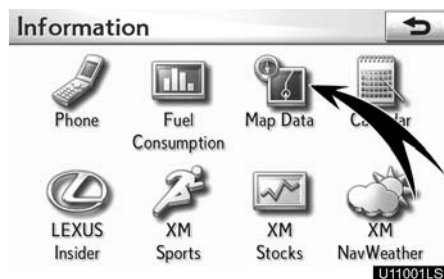 Information
Phone
Fuel
Consumption
Map Data
LEXUS
Insider
XM
Sports
XM
Stocks
XM
NavWeather
U11001LS